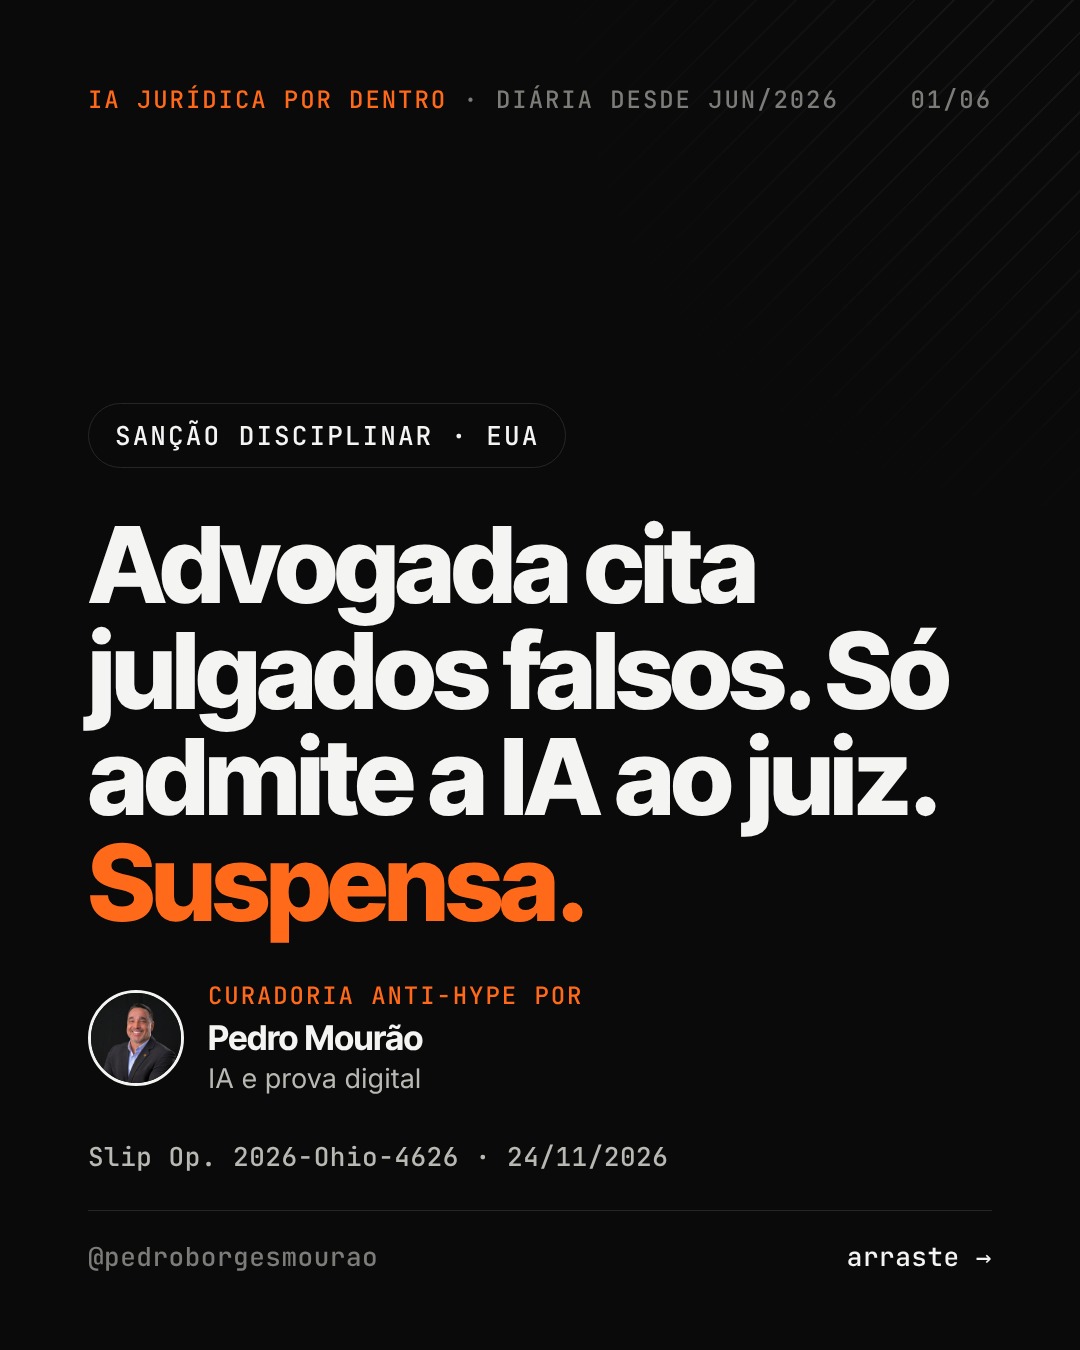 IA JURÍDICA POR DENTRO · DIÁRIA DESDE JUN/2026 01/06
SANÇÃO DISCIPLINAR · EUA
Advogada cita
julgados falsos. Só
admite a IA ao juiz.
Suspensa.
CURADORIA ANTI-HYPE POR
Pedro Mourão
IA e prova digital
Slip Op. 2026-Ohio-4626 · 24/11/2026
@pedroborgesmourao arraste →